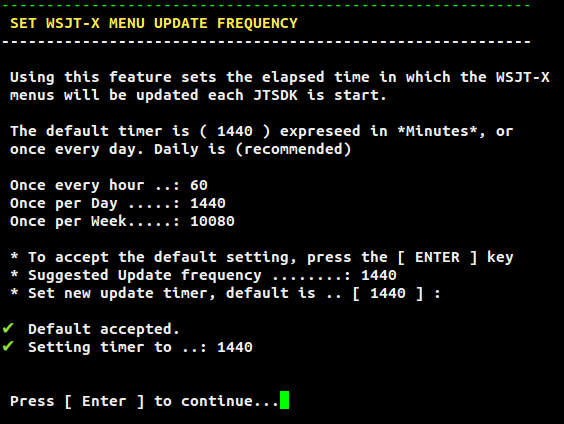 SET WSJT-X MENU UPDATE FREQUENCY
Using this feature sets the elapsed time in which the WSJT-X
menus will be updated each JTSDK is start.
The default timer is ( 1440 ) expreseed in *Minutes*, or
once every day. Daily is (recommended)
Once every hour ..: 60
Once per Day .....: 1440
Once per Week.....: 10080
* To accept the default setting, press the [ ENTER ] key
* Suggested Update frequency ........: 1440
* Set new update timer, default is .. [ 1440 ] :
✔ Default accepted.
✔ Setting timer to ..: 1440
Press [ Enter ] to continue...